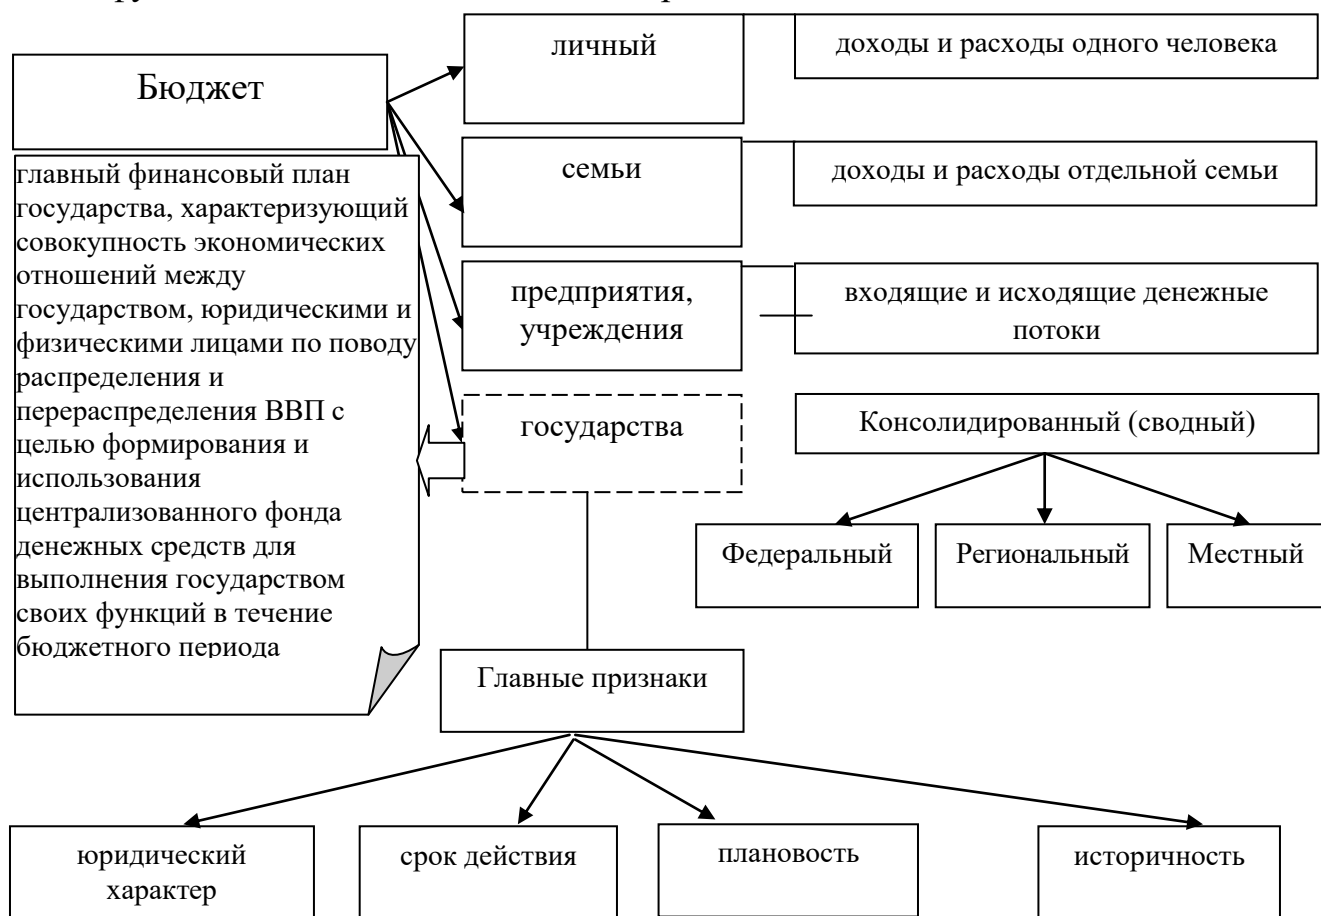 Бюджет
главный финансовый план
государства, характеризующий
совокупность экономических
отношений между
государством, юридическими и
физическими лицами по поводу
распределения и
перераспределения ВВП с
целью формирования и
использования
централизованного фонда
денежных средств для
выполнения государством
своих функций в течение
бюджетного периода
личный
доходы и расходы одного человека
семьи
доходы и расходы отдельной семьи
предприятия,
учреждения
входящие и исходящие денежные
потоки
государства
Консолидированный (сводный)
Федеральный
Региональный
Местный
Главные признаки
юридический
характер
срок действия
плановость
историчность